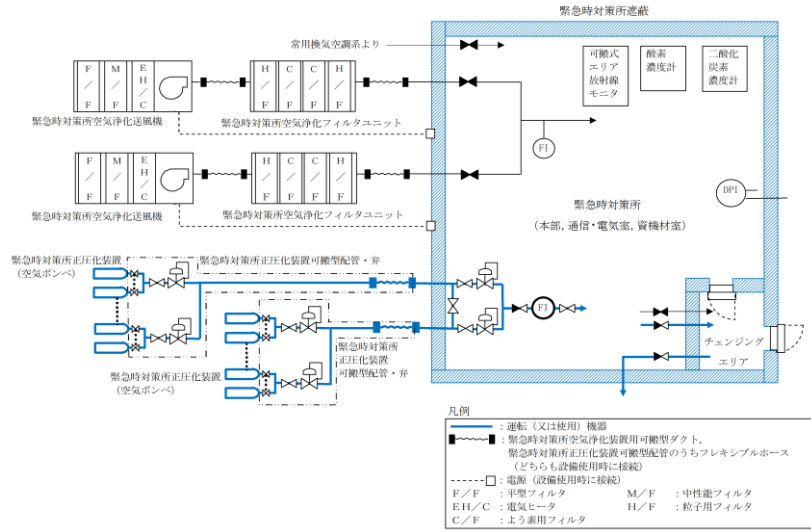 緊急時対策所遮蔽
常用換気空調系より
可搬式
エリア
放射線
モニタ
酸素
濃度計
二酸化
炭素
濃度計
F/F
M/F
EH/C
H/F
C/F
C/F
H/F
緊急時対策所空気浄化送風機
緊急時対策所空気浄化フィルタユニット
FI
F/F
M/F
EH/C
H/F
C/F
C/F
H/F
緊急時対策所空気浄化送風機
緊急時対策所空気浄化フィルタユニット
DPI
緊急時対策所
(本部, 通信・電気室, 資機材室)
緊急時対策所正圧化装置
(空気ボンベ)
緊急時対策所正圧化装置可搬型配管・弁
FI
緊急時対策所
正圧化装置
可搬型配管・弁
緊急時対策所正圧化装置
(空気ボンベ)
チェンジング
エリア
凡例
:運転(又は使用)機器
:緊急時対策所空気浄化装置用可搬型ダクト,
緊急時対策所正圧化装置可搬型配管のうちフレキシブルホース
(どちらも設備使用時に接続)
:電源(設備使用時に接続)
F/F :平型フィルタ M/F :中性能フィルタ
EH/C :電気ヒータ H/F :粒子用フィルタ
C/F :よう素用フィルタ